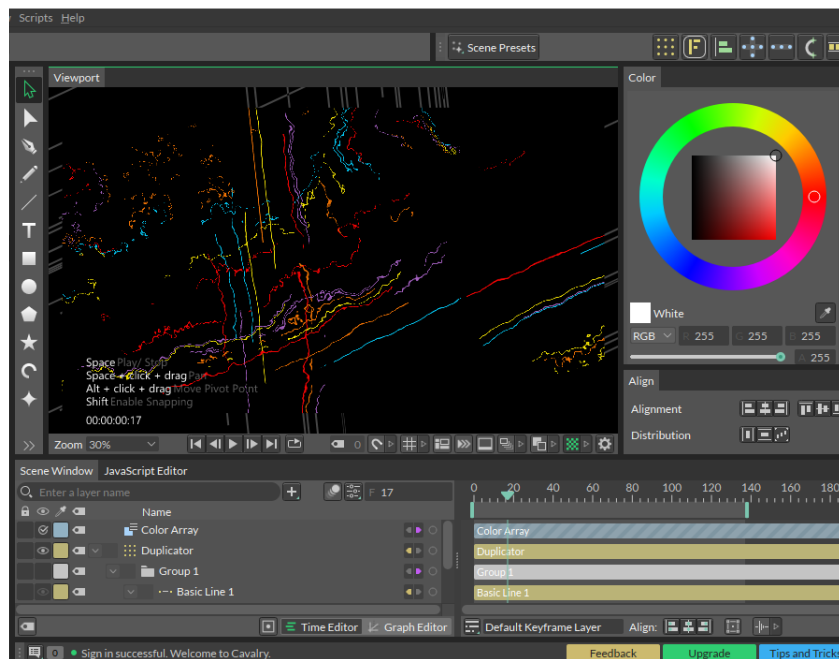 Scripts Help
Scene Presets
Viewport
Color
White
RGB R 255 G 255 B 255
A 255
Space Play/ Stop
Space + click + drag Pan
Alt + click + drag Move Pivot Point
Shift Enable Snapping
00:00:00:17
Align
Alignment
Distribution
Zoom 30% 0
Scene Window JavaScript Editor
Enter a layer name F 17
0 20 40 60 80 100 120 140 160 180
Name
Color Array Color Array
Duplicator Duplicator
Group 1 Group 1
Basic Line 1 Basic Line 1
Time Editor Graph Editor Default Keyframe Layer Align:
0 Sign in successful. Welcome to Cavalry. Feedback Upgrade Tips and Tricks